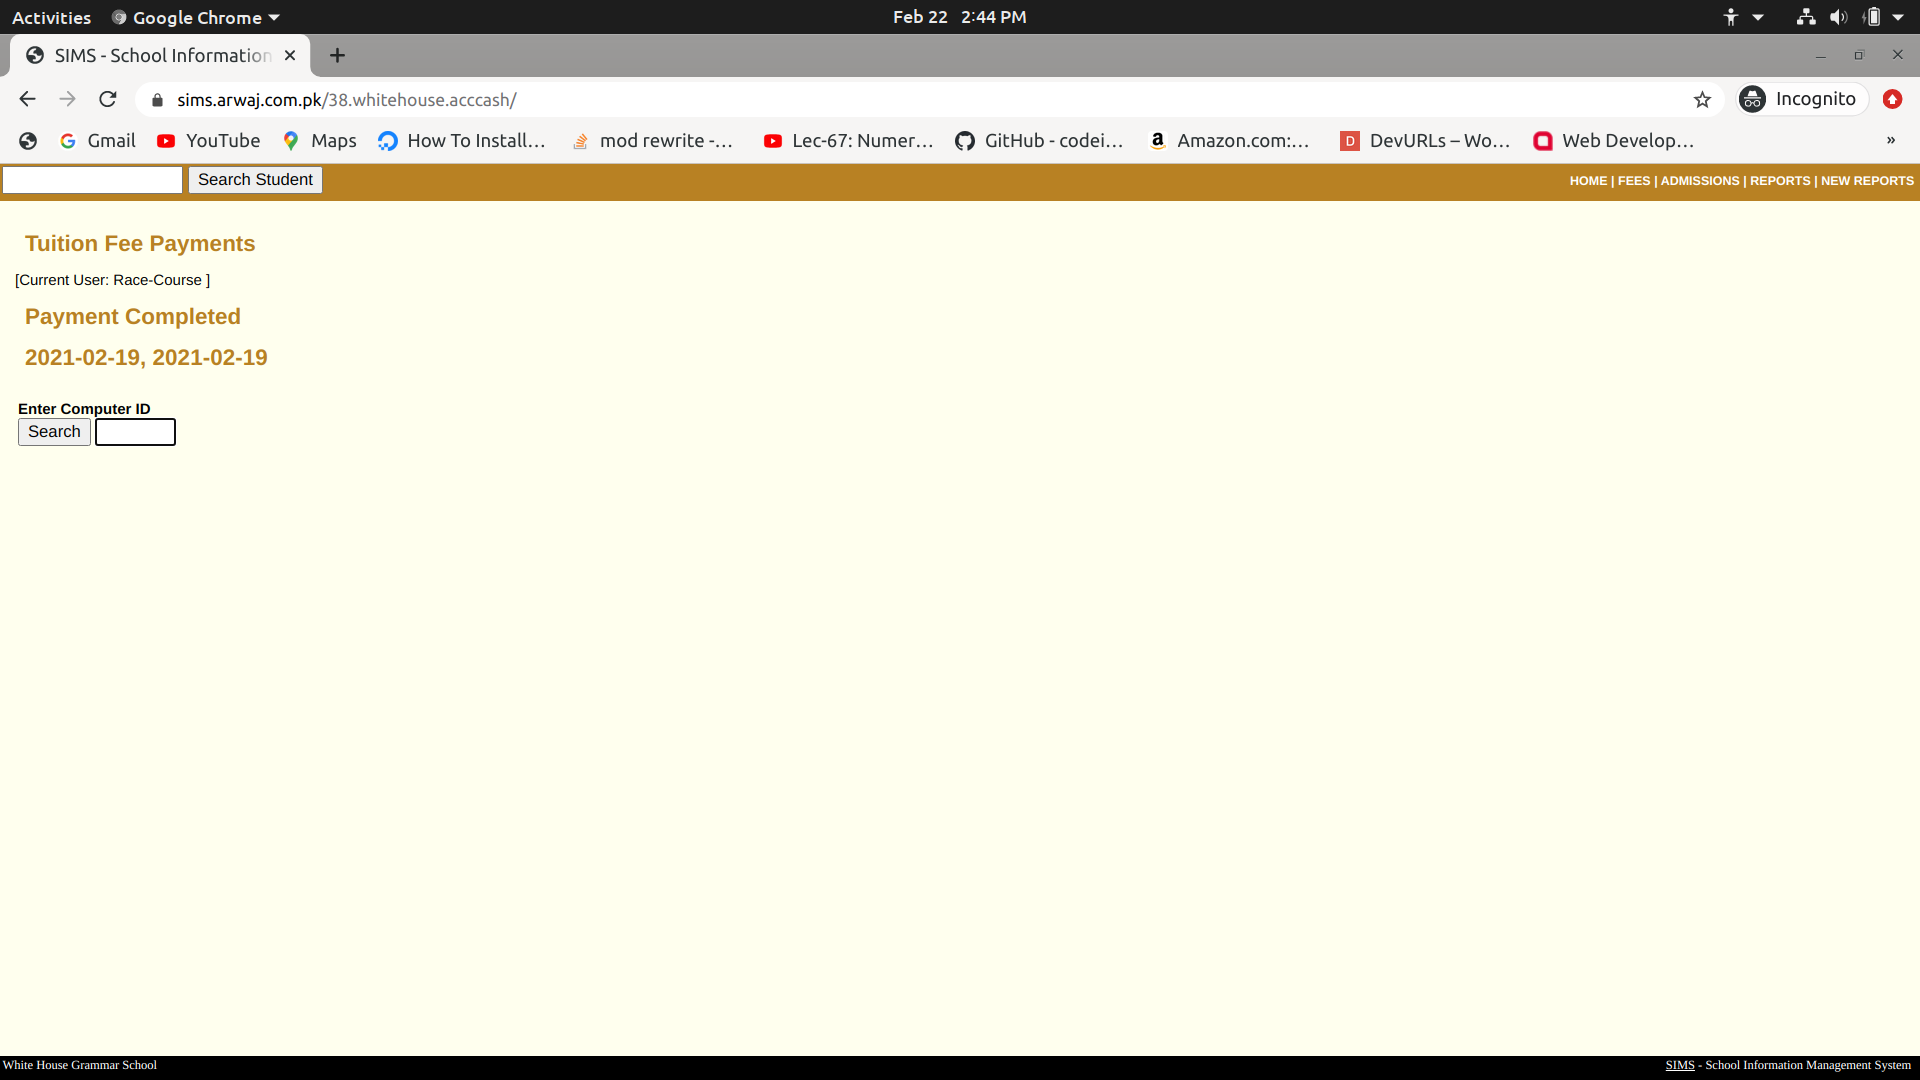 Activities Google Chrome Feb 22 2:44 PM
SIMS - School Information
sims.arwaj.com.pk/38.whitehouse.acccash/ Incognito
Gmail YouTube Maps How To Install... mod rewrite -... Lec-67: Numer... GitHub - codei... Amazon.com:... DevURLs – Wo... Web Develop... »
Search Student HOME | FEES | ADMISSIONS | REPORTS | NEW REPORTS
Tuition Fee Payments
[Current User: Race-Course ]
Payment Completed
2021-02-19, 2021-02-19
Enter Computer ID
Search
White House Grammar School SIMS - School Information Management System